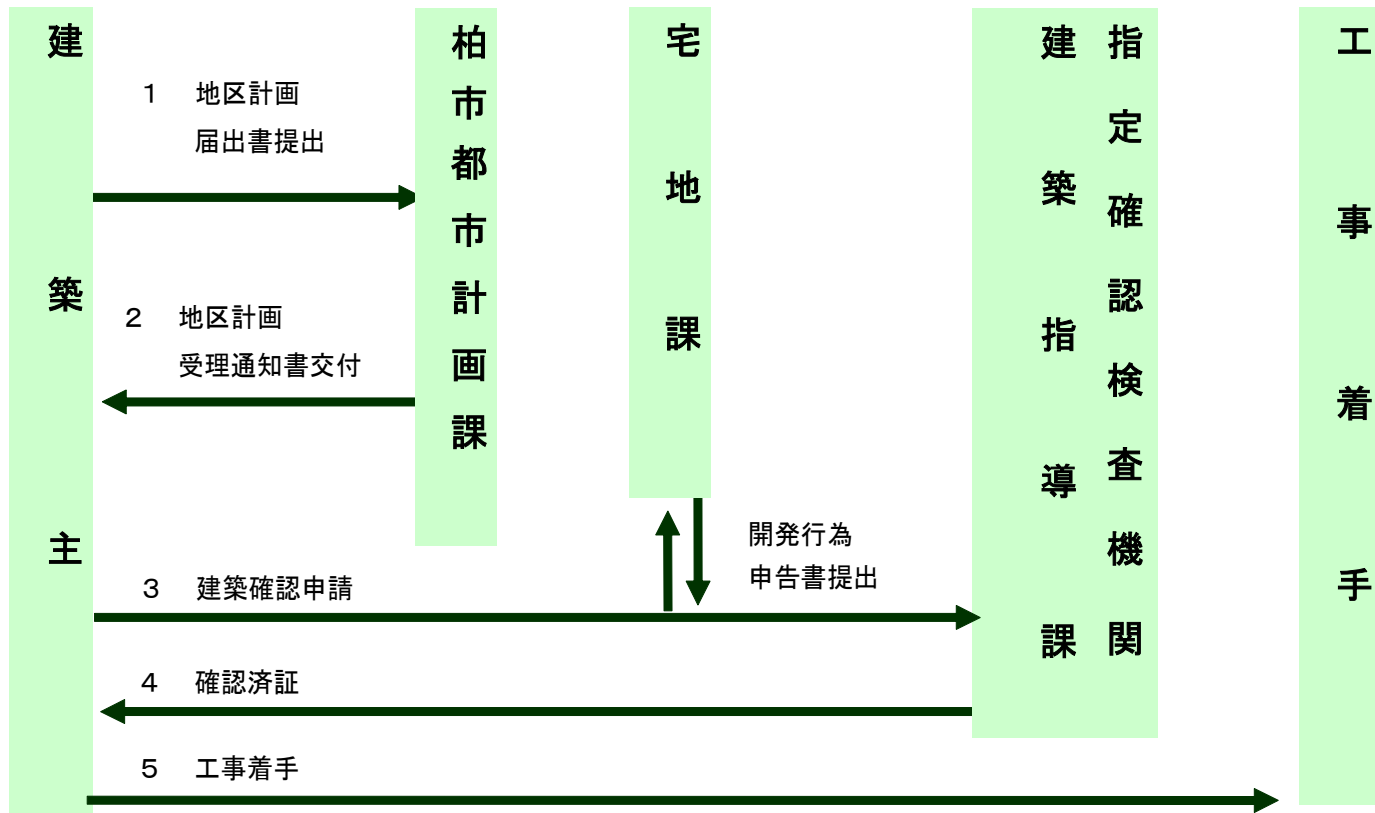 建築主
柏市都市計画課
宅地課
指定確認検査機関
建築指導課
工事着手
１　地区計画
届出書提出
２　地区計画
受理通知書交付
開発行為
申告書提出
３　建築確認申請
４　確認済証
５　工事着手